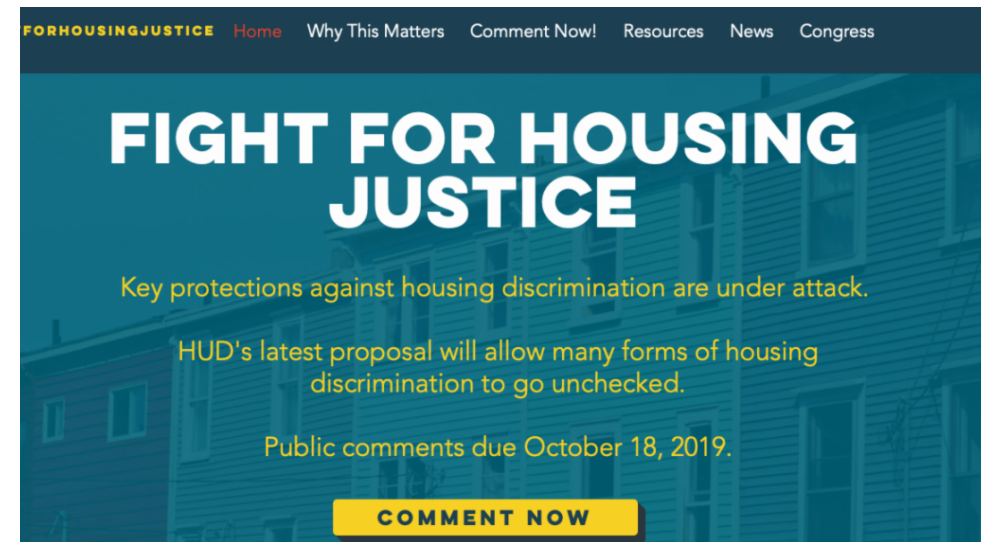 FORHOUSINGJUSTICE Home Why This Matters Comment Now! Resources News Congress
FIGHT FOR HOUSING
JUSTICE
Key protections against housing discrimination are under attack.
HUD's latest proposal will allow many forms of housing
discrimination to go unchecked.
Public comments due October 18, 2019.
COMMENT NOW